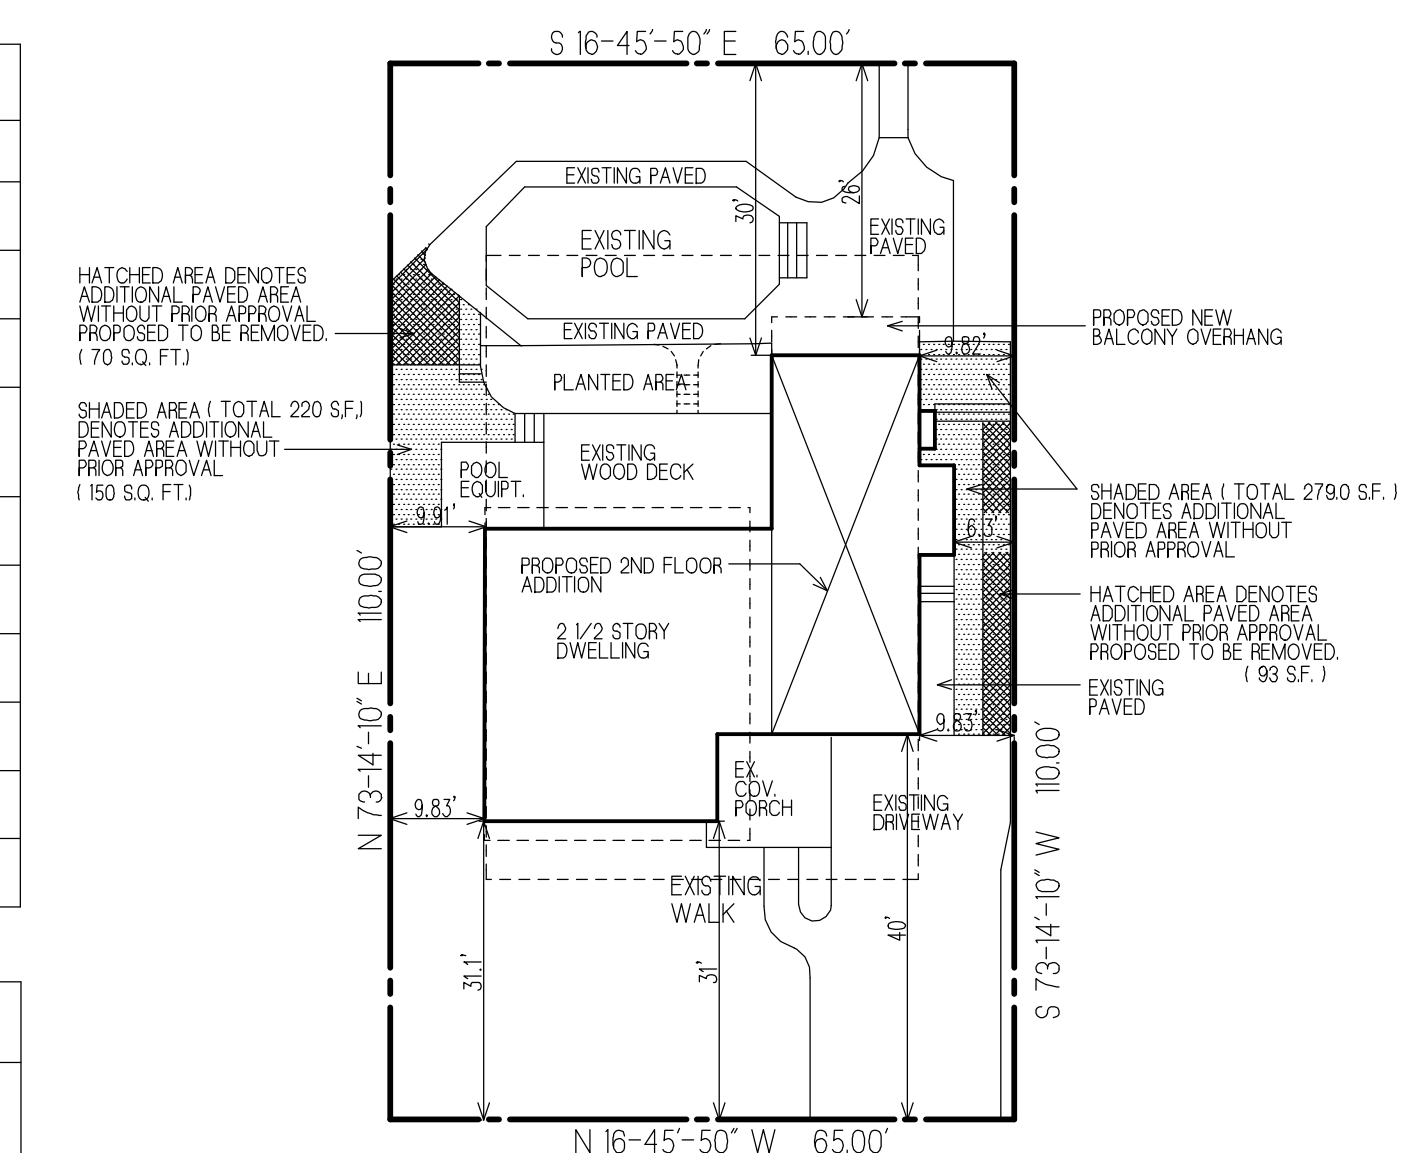 S 16-45'-50" E 65.00'
EXISTING PAVED
30'
26'
EXISTING
PAVED
EXISTING
POOL
HATCHED AREA DENOTES
ADDITIONAL PAVED AREA
WITHOUT PRIOR APPROVAL
PROPOSED TO BE REMOVED.
( 70 S.Q. FT.)
EXISTING PAVED
PROPOSED NEW
BALCONY OVERHANG
9.82'
PLANTED AREA
SHADED AREA ( TOTAL 220 S,F,)
DENOTES ADDITIONAL
PAVED AREA WITHOUT
PRIOR APPROVAL
( 150 S.Q. FT.)
EXISTING
WOOD DECK
POOL
EQUIPT.
9.91'
SHADED AREA ( TOTAL 279.0 S.F. )
DENOTES ADDITIONAL
PAVED AREA WITHOUT
PRIOR APPROVAL
6.3'
PROPOSED 2ND FLOOR
ADDITION
HATCHED AREA DENOTES
ADDITIONAL PAVED AREA
WITHOUT PRIOR APPROVAL
PROPOSED TO BE REMOVED.
( 93 S.F. )
2 1/2 STORY
DWELLING
EXISTING
PAVED
9.83'
N 73-14'-10" E 110.00'
S 73-14'-10" W 110.00'
EX.
COV.
PORCH
EXISTING
DRIVEWAY
9.83'
EXISTING
WALK
31.1'
31'
40'
N 16-45'-50" W 65.00'